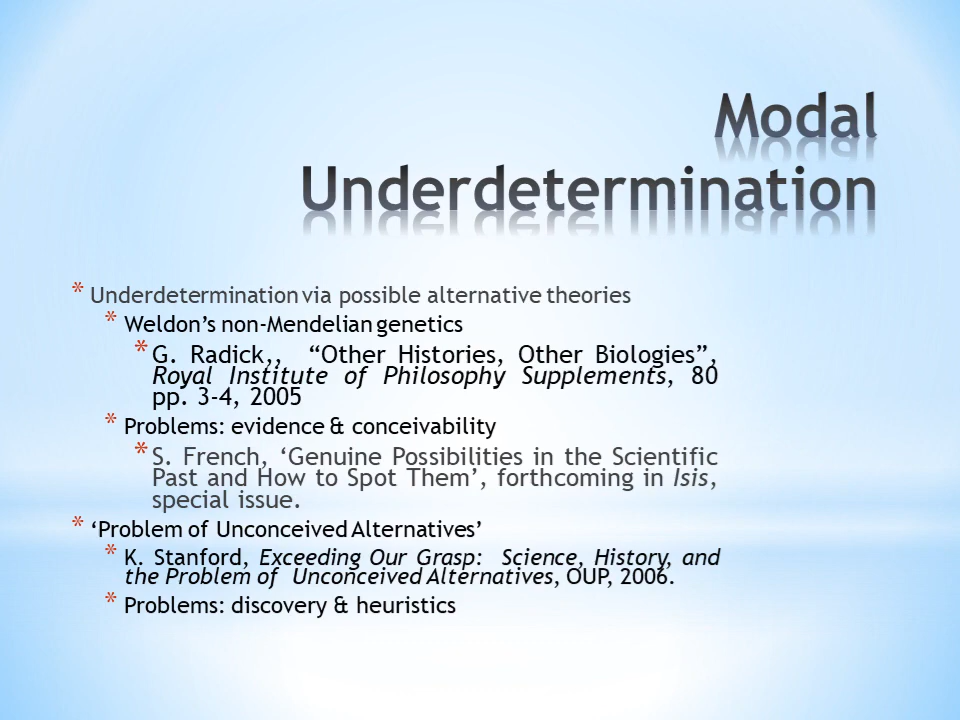 Modal
Underdetermination
* Underdetermination via possible alternative theories
* Weldon’s non-Mendelian genetics
* G. Radick,, “Other Histories, Other Biologies”,
Royal Institute of Philosophy Supplements, 80
pp. 3-4, 2005
* Problems: evidence & conceivability
* S. French, ‘Genuine Possibilities in the Scientific
Past and How to Spot Them’, forthcoming in Isis,
special issue.
* ‘Problem of Unconceived Alternatives’
* K. Stanford, Exceeding Our Grasp: Science, History, and
the Problem of Unconceived Alternatives, OUP, 2006.
* Problems: discovery & heuristics